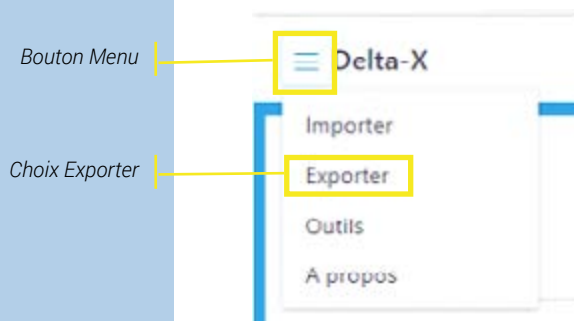 Bouton Menu
Delta-X
Importer
Choix Exporter
Exporter
Outils
A propos